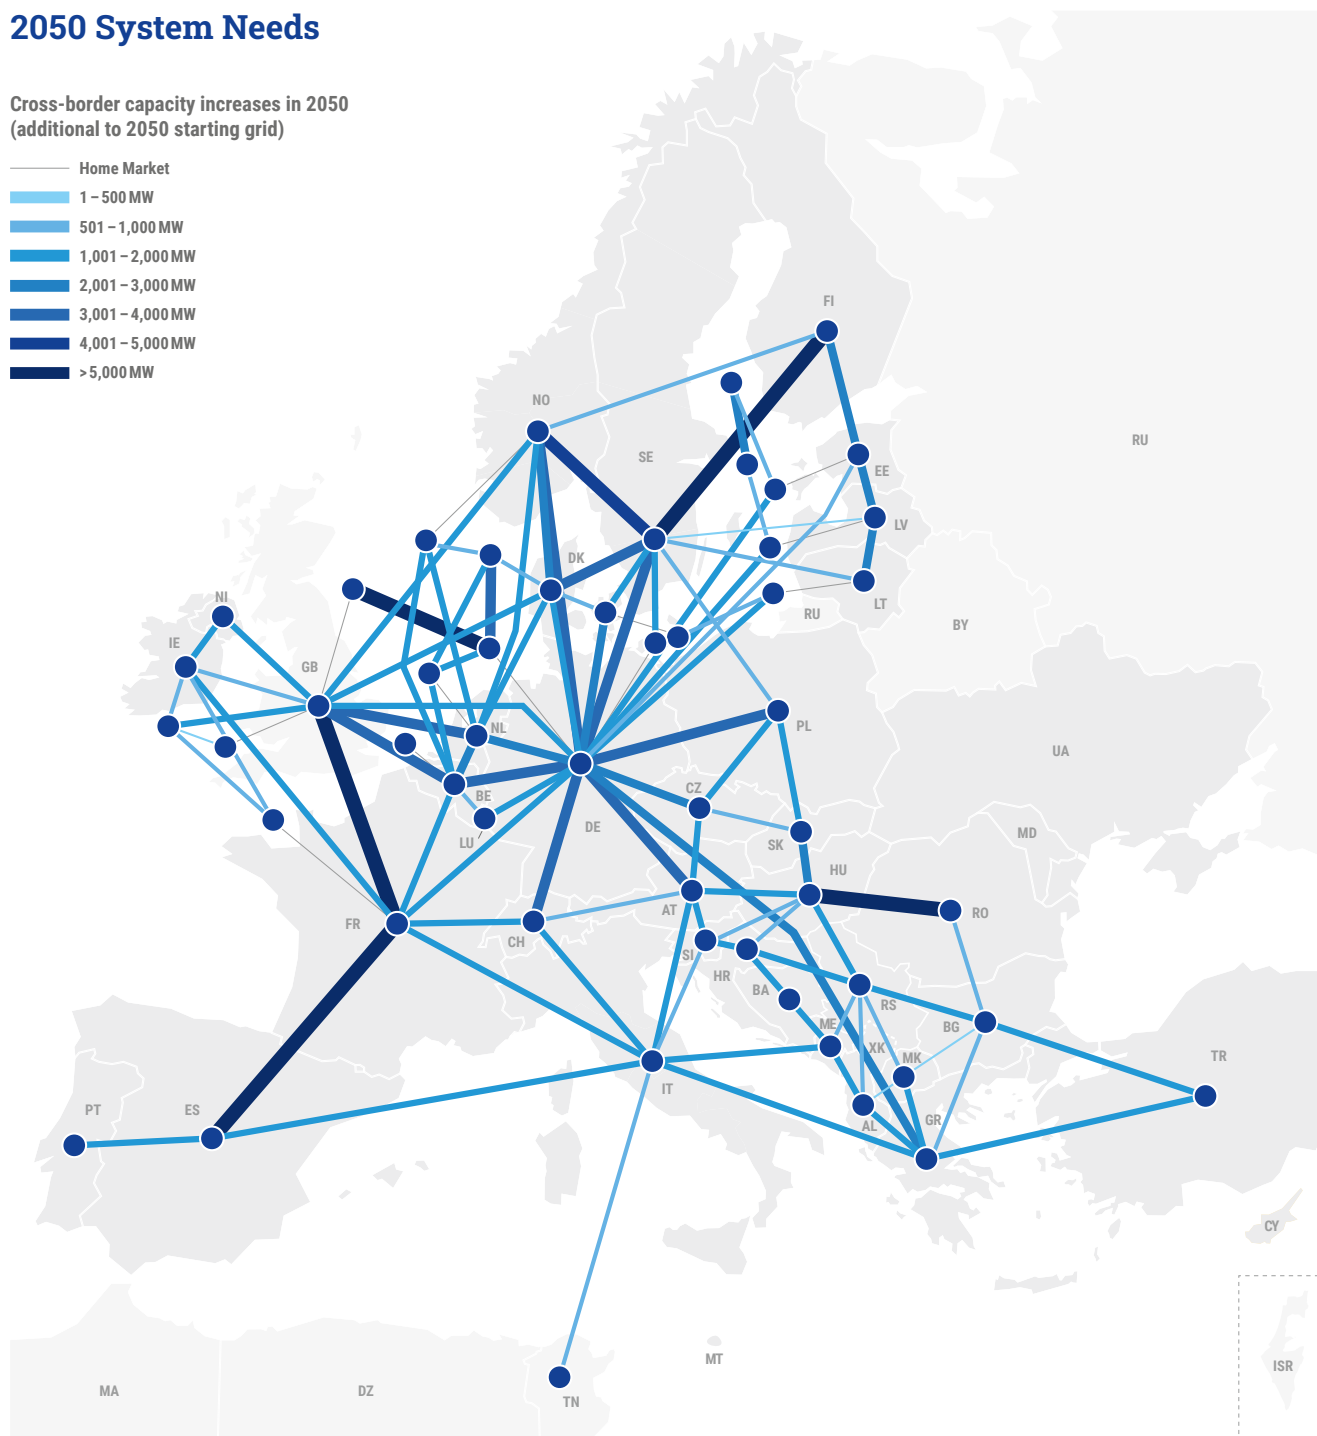 2050 System Needs
Cross-border capacity increases in 2050
(additional to 2050 starting grid)
Home Market
1–500 MW
501–1,000 MW
1,001–2,000 MW
2,001–3,000 MW
3,001–4,000 MW
4,001–5,000 MW
>5,000 MW
FI
NO
RU
SE
EE
LV
DK
NI
LT
RU
BY
IE
GB
NL
PL
UA
CZ
BE
DE
LU
SK
MD
HU
AT
RO
FR
CH
SI
HR
BA
RS
ME
BG
XK
MK
TR
IT
PT
ES
AL
GR
CY
MT
ISR
MA
DZ
TN